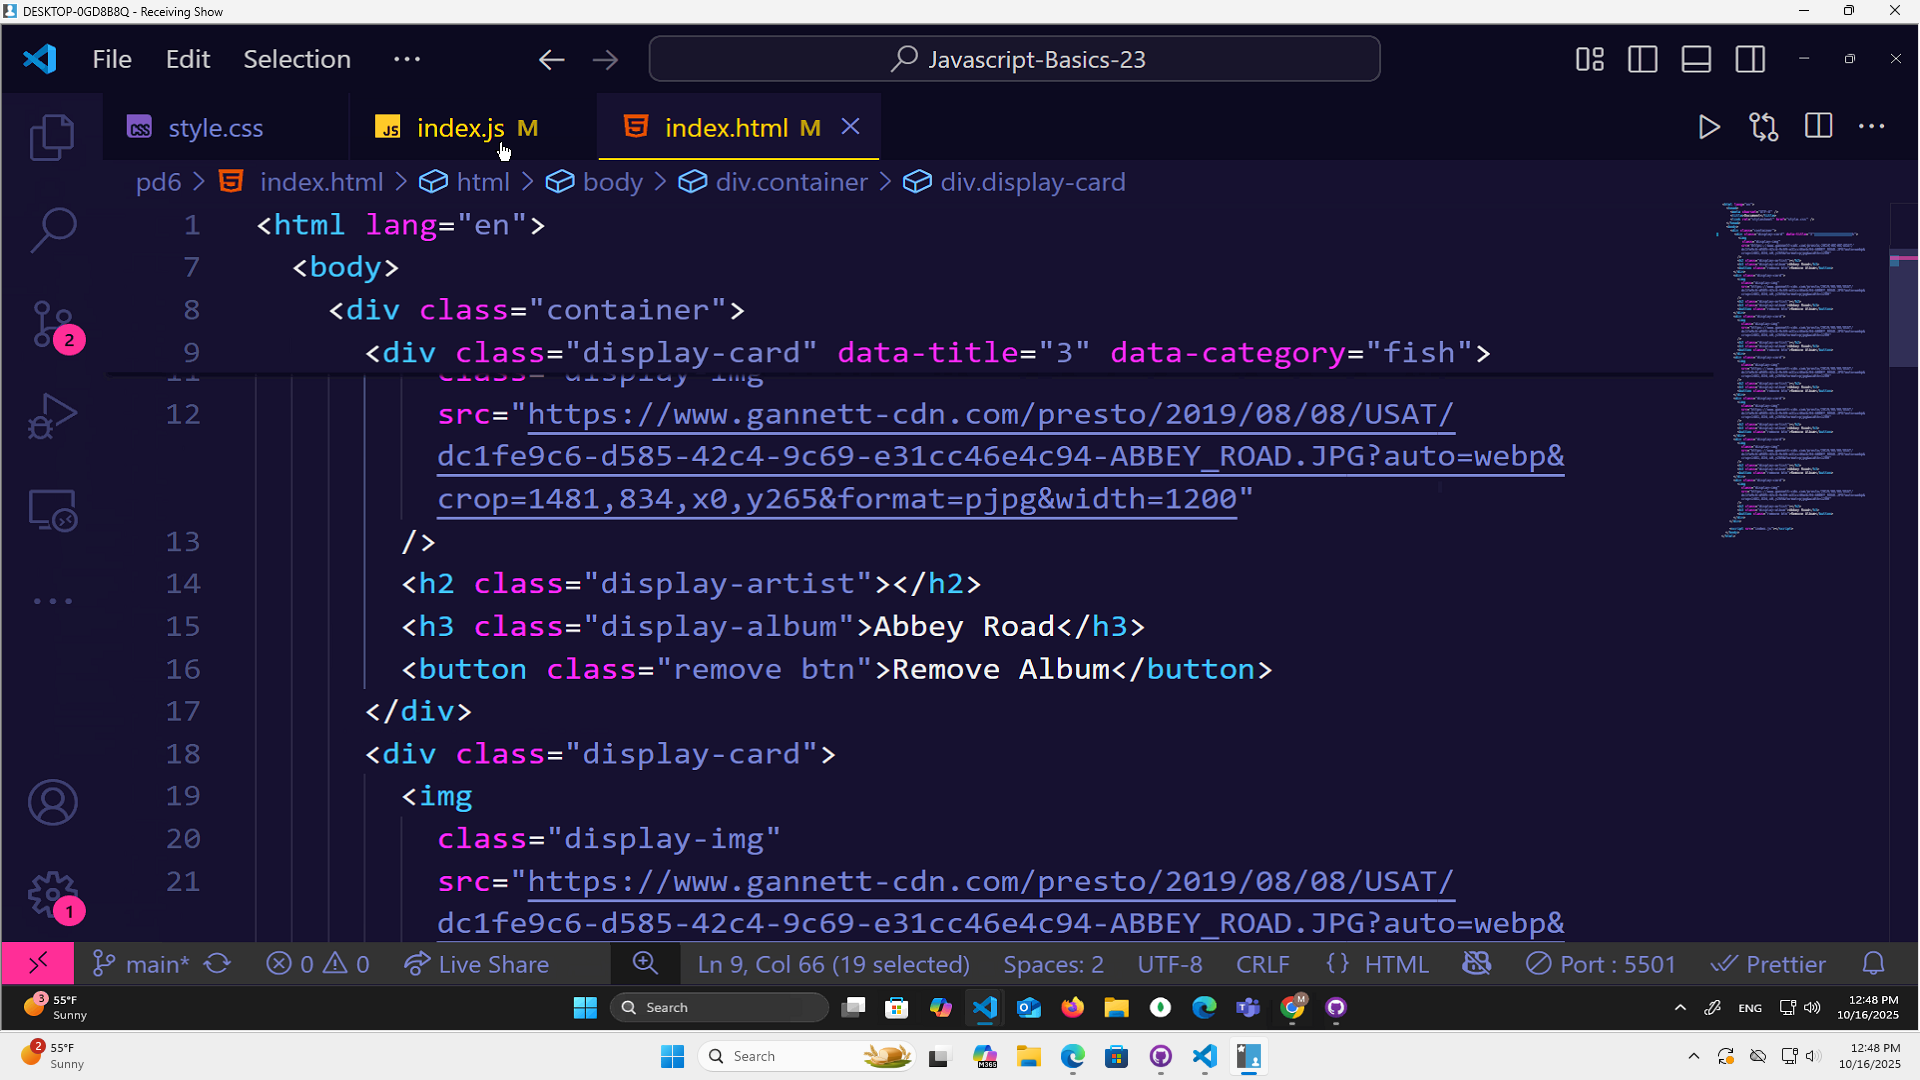 DESKTOP-0GD8B8Q - Receiving Show
File Edit Selection ··· Javascript-Basics-23
style.css
JS index.js M
index.html M
pd6 > index.html > html > body > div.container > div.display-card
1 <html lang="en">
7 <body>
8 <div class="container">
9 <div class="display-card" data-title="3" data-category="fish">
11 class="display-img"
12 src="https://www.gannett-cdn.com/presto/2019/08/08/USAT/
dc1fe9c6-d585-42c4-9c69-e31cc46e4c94-ABBEY_ROAD.JPG?auto=webp&
crop=1481,834,x0,y265&format=pjpg&width=1200"
13 />
14 <h2 class="display-artist"></h2>
15 <h3 class="display-album">Abbey Road</h3>
16 <button class="remove btn">Remove Album</button>
17 </div>
18 <div class="display-card">
19 <img
20 class="display-img"
21 src="https://www.gannett-cdn.com/presto/2019/08/08/USAT/
dc1fe9c6-d585-42c4-9c69-e31cc46e4c94-ABBEY_ROAD.JPG?auto=webp&
2
1
main* 0 0 Live Share Ln 9, Col 66 (19 selected) Spaces: 2 UTF-8 CRLF {} HTML Port : 5501 Prettier
3 55°F
Sunny
Search
ENG
12:48 PM
10/16/2025
2 55°F
Sunny
Search
12:48 PM
10/16/2025